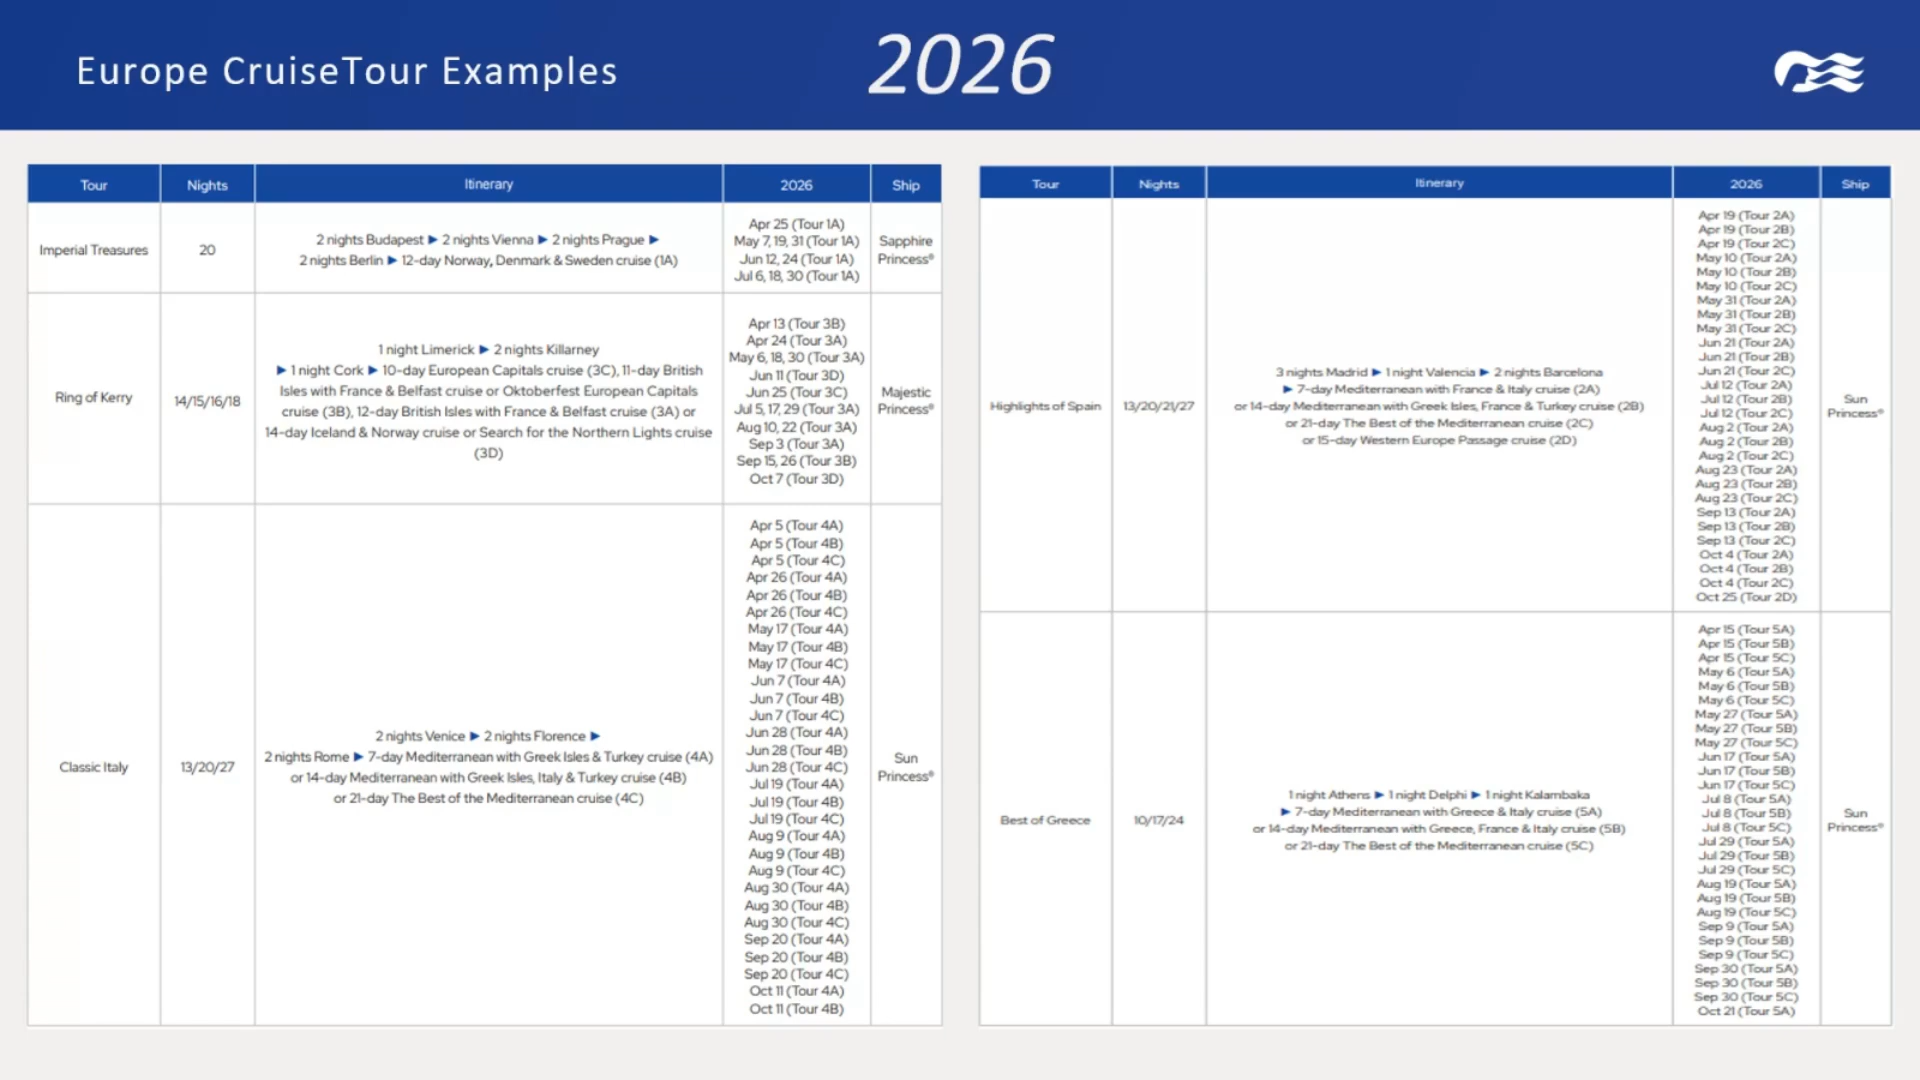 Europe CruiseTour Examples
2026
Tour Nights Itinerary 2026 Ship
Imperial Treasures
20
2 nights Budapest ► 2 nights Vienna ► 2 nights Prague ►
2 nights Berlin ► 12-day Norway, Denmark & Sweden cruise (1A)
Apr 25 (Tour 1A)
May 7, 19, 31 (Tour 1A)
Jun 12, 24 (Tour 1A)
Jul 6, 18, 30 (Tour 1A)
Sapphire
Princess®
Ring of Kerry
14/15/16/18
1 night Limerick ► 2 nights Killarney
► 1 night Cork ► 10-day European Capitals cruise (3C), 11-day British
Isles with France & Belfast cruise or Oktoberfest European Capitals
cruise (3B), 12-day British Isles with France & Belfast cruise (3A) or
14-day Iceland & Norway cruise or Search for the Northern Lights cruise
(3D)
Apr 13 (Tour 3B)
Apr 24 (Tour 3A)
May 6, 18, 30 (Tour 3A)
Jun 11 (Tour 3D)
Jun 25 (Tour 3C)
Jul 5, 17, 29 (Tour 3A)
Aug 10, 22 (Tour 3A)
Sep 3 (Tour 3A)
Sep 15, 26 (Tour 3B)
Oct 7 (Tour 3D)
Majestic
Princess®
Classic Italy
13/20/27
2 nights Venice ► 2 nights Florence ►
2 nights Rome ► 7-day Mediterranean with Greek Isles & Turkey cruise (4A)
or 14-day Mediterranean with Greek Isles, Italy & Turkey cruise (4B)
or 21-day The Best of the Mediterranean cruise (4C)
Apr 5 (Tour 4A)
Apr 5 (Tour 4B)
Apr 5 (Tour 4C)
Apr 26 (Tour 4A)
Apr 26 (Tour 4B)
Apr 26 (Tour 4C)
May 17 (Tour 4A)
May 17 (Tour 4B)
May 17 (Tour 4C)
Jun 7 (Tour 4A)
Jun 7 (Tour 4B)
Jun 7 (Tour 4C)
Jun 28 (Tour 4A)
Jun 28 (Tour 4B)
Jun 28 (Tour 4C)
Jul 19 (Tour 4A)
Jul 19 (Tour 4B)
Jul 19 (Tour 4C)
Aug 9 (Tour 4A)
Aug 9 (Tour 4B)
Aug 9 (Tour 4C)
Aug 30 (Tour 4A)
Aug 30 (Tour 4B)
Aug 30 (Tour 4C)
Sep 20 (Tour 4A)
Sep 20 (Tour 4B)
Sep 20 (Tour 4C)
Oct 11 (Tour 4A)
Oct 11 (Tour 4B)
Sun
Princess®
Tour Nights Itinerary 2026 Ship
Highlights of Spain
13/20/21/27
3 nights Madrid ► 1 night Valencia ► 2 nights Barcelona
► 7-day Mediterranean with France & Italy cruise (2A)
or 14-day Mediterranean with Greek Isles, France & Turkey cruise (2B)
or 21-day The Best of the Mediterranean cruise (2C)
or 15-day Western Europe Passage cruise (2D)
Apr 19 (Tour 2A)
Apr 19 (Tour 2B)
Apr 19 (Tour 2C)
May 10 (Tour 2A)
May 10 (Tour 2B)
May 10 (Tour 2C)
May 31 (Tour 2A)
May 31 (Tour 2B)
May 31 (Tour 2C)
Jun 21 (Tour 2A)
Jun 21 (Tour 2B)
Jun 21 (Tour 2C)
Jul 12 (Tour 2A)
Jul 12 (Tour 2B)
Jul 12 (Tour 2C)
Aug 2 (Tour 2A)
Aug 2 (Tour 2B)
Aug 2 (Tour 2C)
Aug 23 (Tour 2A)
Aug 23 (Tour 2B)
Aug 23 (Tour 2C)
Sep 13 (Tour 2A)
Sep 13 (Tour 2B)
Sep 13 (Tour 2C)
Oct 4 (Tour 2A)
Oct 4 (Tour 2B)
Oct 4 (Tour 2C)
Oct 25 (Tour 2D)
Sun
Princess®
Best of Greece
10/17/24
1 night Athens ► 1 night Delphi ► 1 night Kalambaka
► 7-day Mediterranean with Greece & Italy cruise (5A)
or 14-day Mediterranean with Greece, France & Italy cruise (5B)
or 21-day The Best of the Mediterranean cruise (5C)
Apr 15 (Tour 5A)
Apr 15 (Tour 5B)
Apr 15 (Tour 5C)
May 6 (Tour 5A)
May 6 (Tour 5B)
May 6 (Tour 5C)
May 27 (Tour 5A)
May 27 (Tour 5B)
May 27 (Tour 5C)
Jun 17 (Tour 5A)
Jun 17 (Tour 5B)
Jun 17 (Tour 5C)
Jul 8 (Tour 5A)
Jul 8 (Tour 5B)
Jul 8 (Tour 5C)
Jul 29 (Tour 5A)
Jul 29 (Tour 5B)
Jul 29 (Tour 5C)
Aug 19 (Tour 5A)
Aug 19 (Tour 5B)
Aug 19 (Tour 5C)
Sep 9 (Tour 5A)
Sep 9 (Tour 5B)
Sep 9 (Tour 5C)
Sep 30 (Tour 5A)
Sep 30 (Tour 5B)
Sep 30 (Tour 5C)
Oct 21 (Tour 5A)
Sun
Princess®